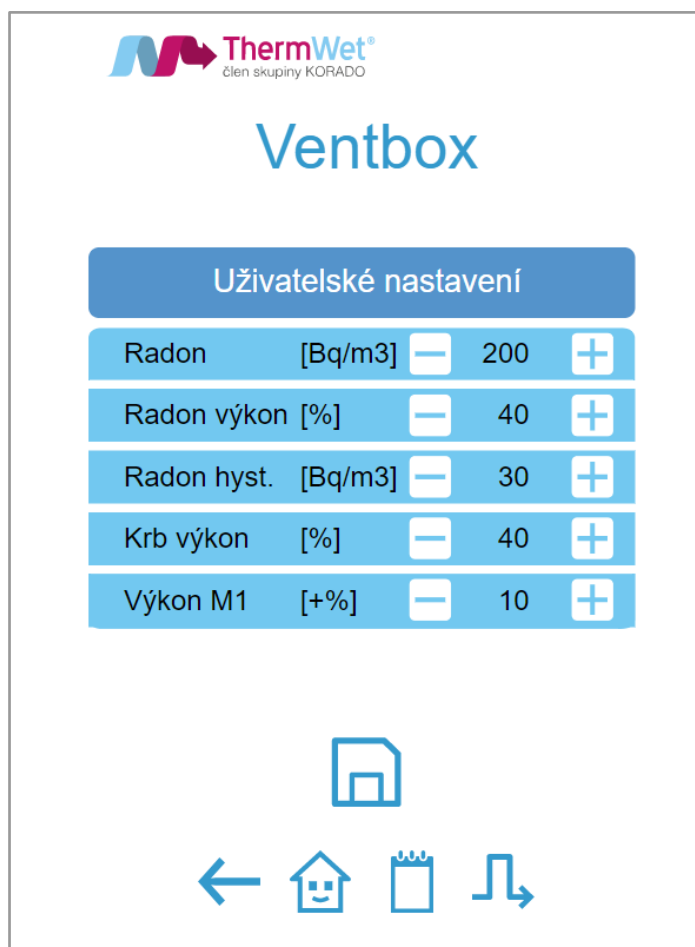 ThermWet®
člen skupiny KORADO
Ventbox
Uživatelské nastavení
Radon [Bq/m3] 200
Radon výkon [%] 40
Radon hyst. [Bq/m3] 30
Krb výkon [%] 40
Výkon M1 [+%] 10